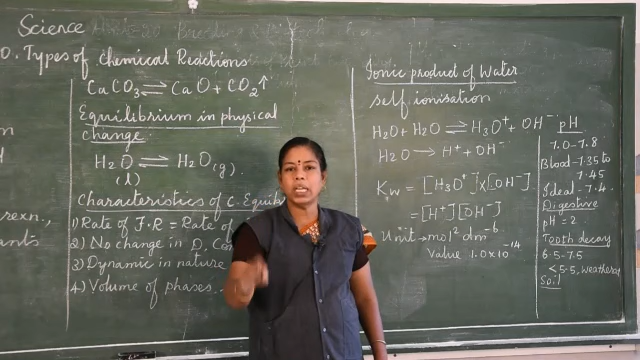 Science
0. Types of Chemical Reactions
CaCO₃ ⇌ CaO + CO₂↑
Equilibrium in physical
change:
H₂O ⇌ H₂O(g).
(l)
Characteristics of C. Equili
1) Rate of F.R = Rate of
2) No change in P, Con
3) Dynamic in nature
4) Volume of phases.
rexn.,
ants
Ionic product of Water
self ionisation
H₂O + H₂O ⇌ H₃O⁺ + OH⁻
H₂O → H⁺ + OH⁻
Kw = [H₃O⁺] x [OH⁻]
= [H⁺][OH⁻]
Unit → mol² dm⁻⁶
Value 1.0x10⁻¹⁴
pH
7.0-7.8
Blood-7.35 to
7.45
Ideal-7.4.
Digestive
pH = 2
Tooth decay
6.5-7.5
<5.5,
Soil